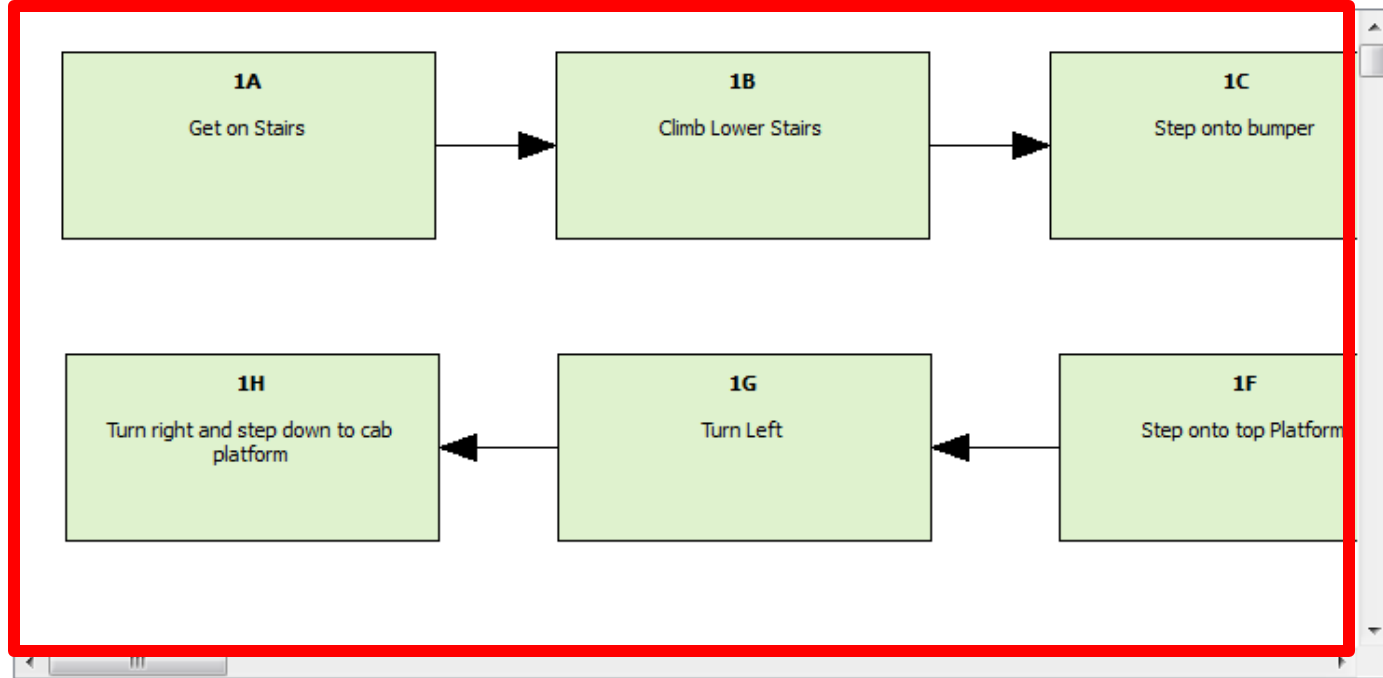 1A
Get on Stairs
1B
Climb Lower Stairs
1C
Step onto bumper
1H
Turn right and step down to cab
platform
1G
Turn Left
1F
Step onto top Platform